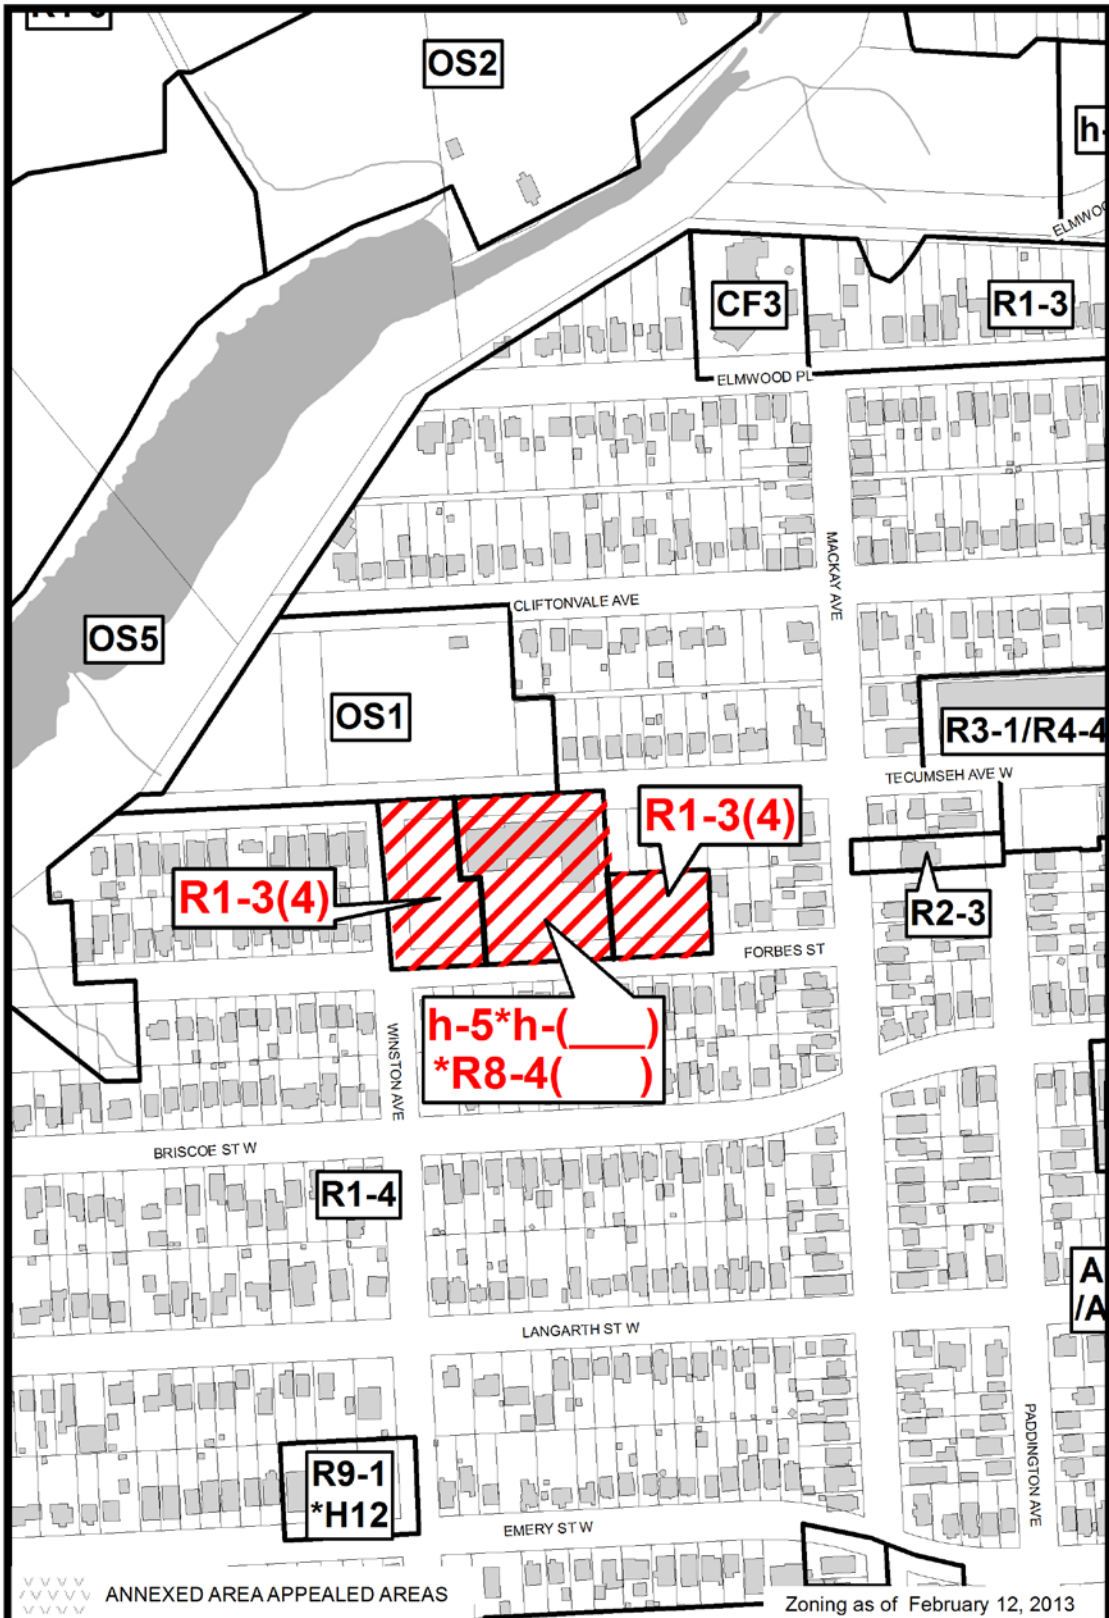 OS2
h-
ELMWOO
CF3
R1-3
ELMWOOD PL
MACKAY AVE
CLIFTONVALE AVE
OS5
OS1
R3-1/R4-4
TECUMSEH AVE W
R1-3(4)
R1-3(4)
R2-3
FORBES ST
h-5*h-(___)
*R8-4( )
WINSTON AVE
BRISCOE ST W
R1-4
A
/A
LANGARTH ST W
PADDINGTON AVE
R9-1
*H12
EMERY ST W
ANNEXED AREA APPEALED AREAS
Zoning as of February 12, 2013